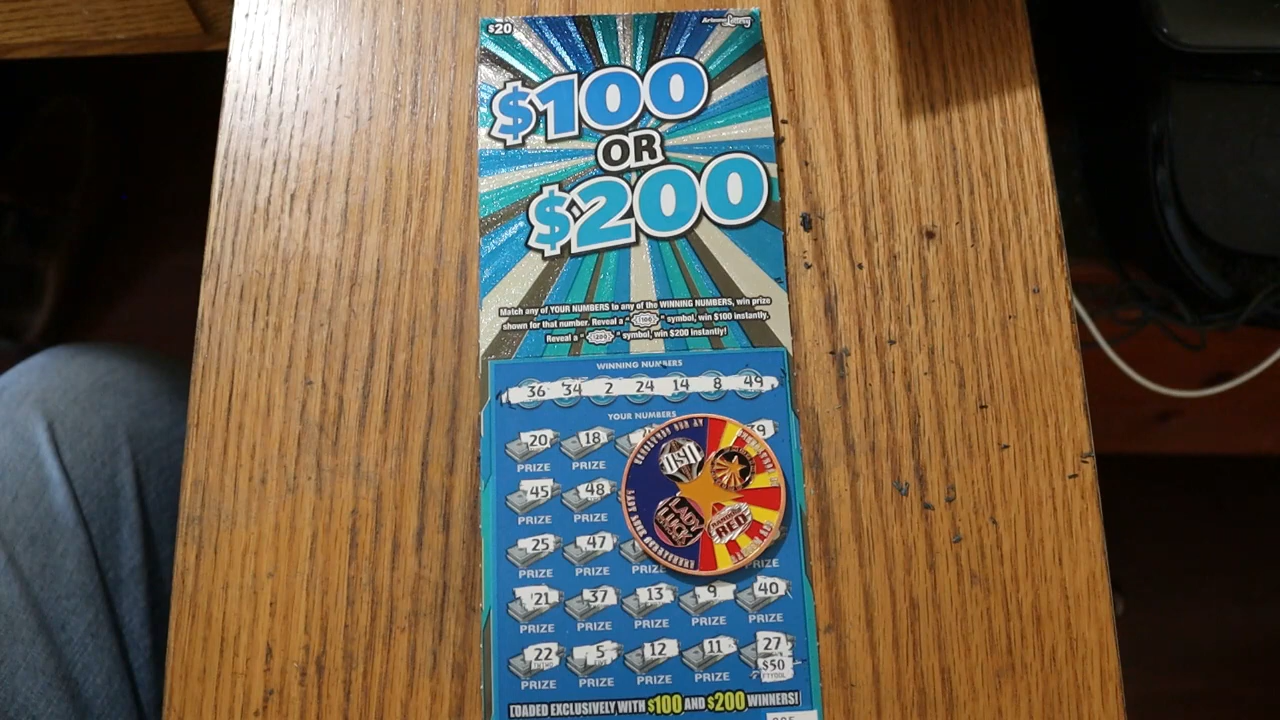 $20
Arizona Lottery
$100
OR
$200
Match any of YOUR NUMBERS to any of the WINNING NUMBERS, win prize
shown for that number. Reveal a "$100" symbol, win $100 instantly.
Reveal a "$200" symbol, win $200 instantly!
WINNING NUMBERS
36 34 2 24 14 8 49
YOUR NUMBERS
20 18
PRIZE PRIZE
45 48
PRIZE PRIZE
25 47
PRIZE PRIZE PRIZE PRIZE
21 37 13 9 40
PRIZE PRIZE PRIZE PRIZE PRIZE
22 5 12 11 27
$50
PRIZE PRIZE PRIZE PRIZE
LOADED EXCLUSIVELY WITH $100 AND $200 WINNERS!
LADY LUCK
RED